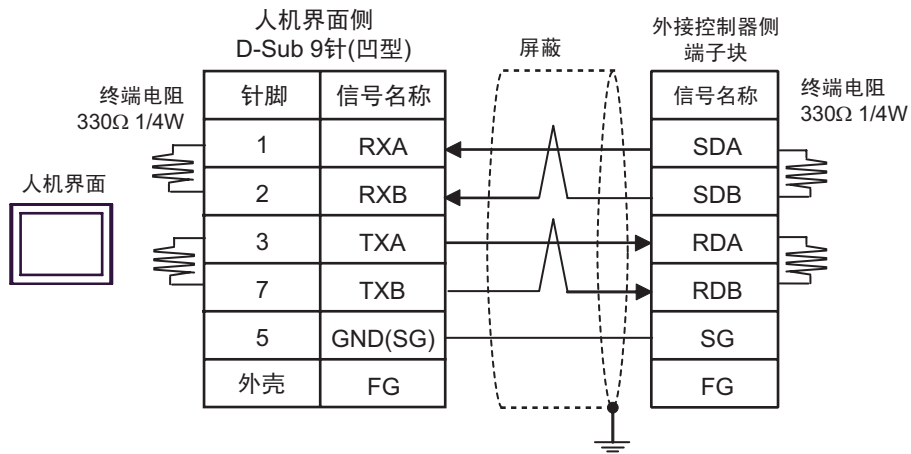 人机界面侧
D-Sub 9针(凹型)
屏蔽
外接控制器侧
端子块
终端电阻
330Ω 1/4W
针脚 信号名称
信号名称
终端电阻
330Ω 1/4W
1 RXA SDA
2 RXB SDB
人机界面
3 TXA RDA
7 TXB RDB
5 GND(SG) SG
外壳 FG FG